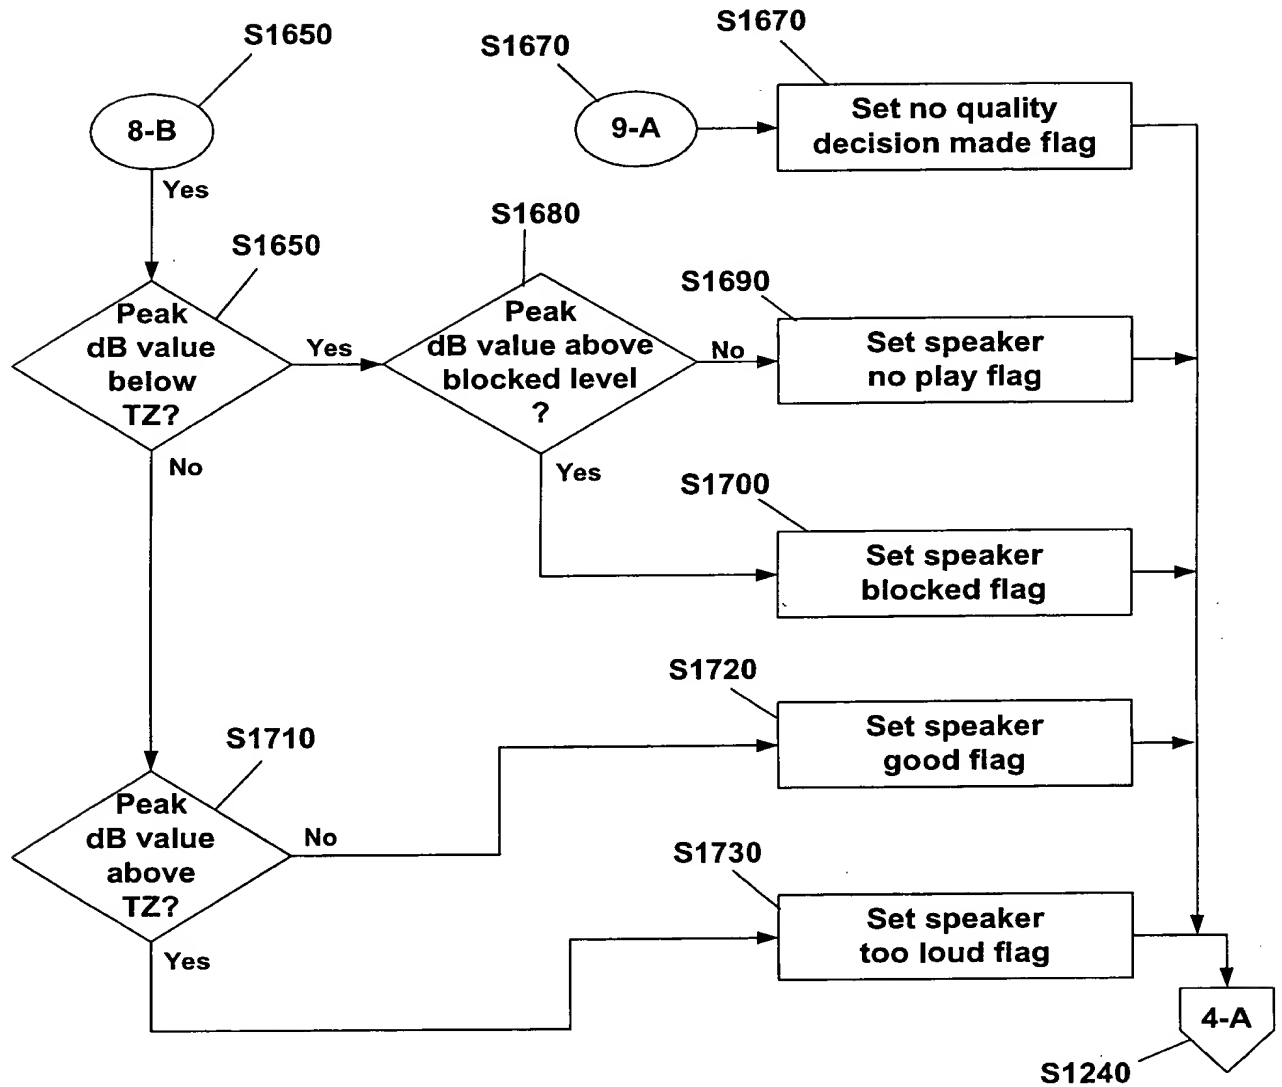 S1650
S1670
S1670
8-B
9-A
Set no quality
decision made flag
Yes
S1650
S1680
S1690
Peak
dB value
below
TZ?
Yes
Peak
dB value above
blocked level
?
No
Set speaker
no play flag
No
Yes
S1700
Set speaker
blocked flag
S1710
S1720
Set speaker
good flag
Peak
dB value
above
TZ?
No
S1730
Set speaker
too loud flag
Yes
4-A
S1240